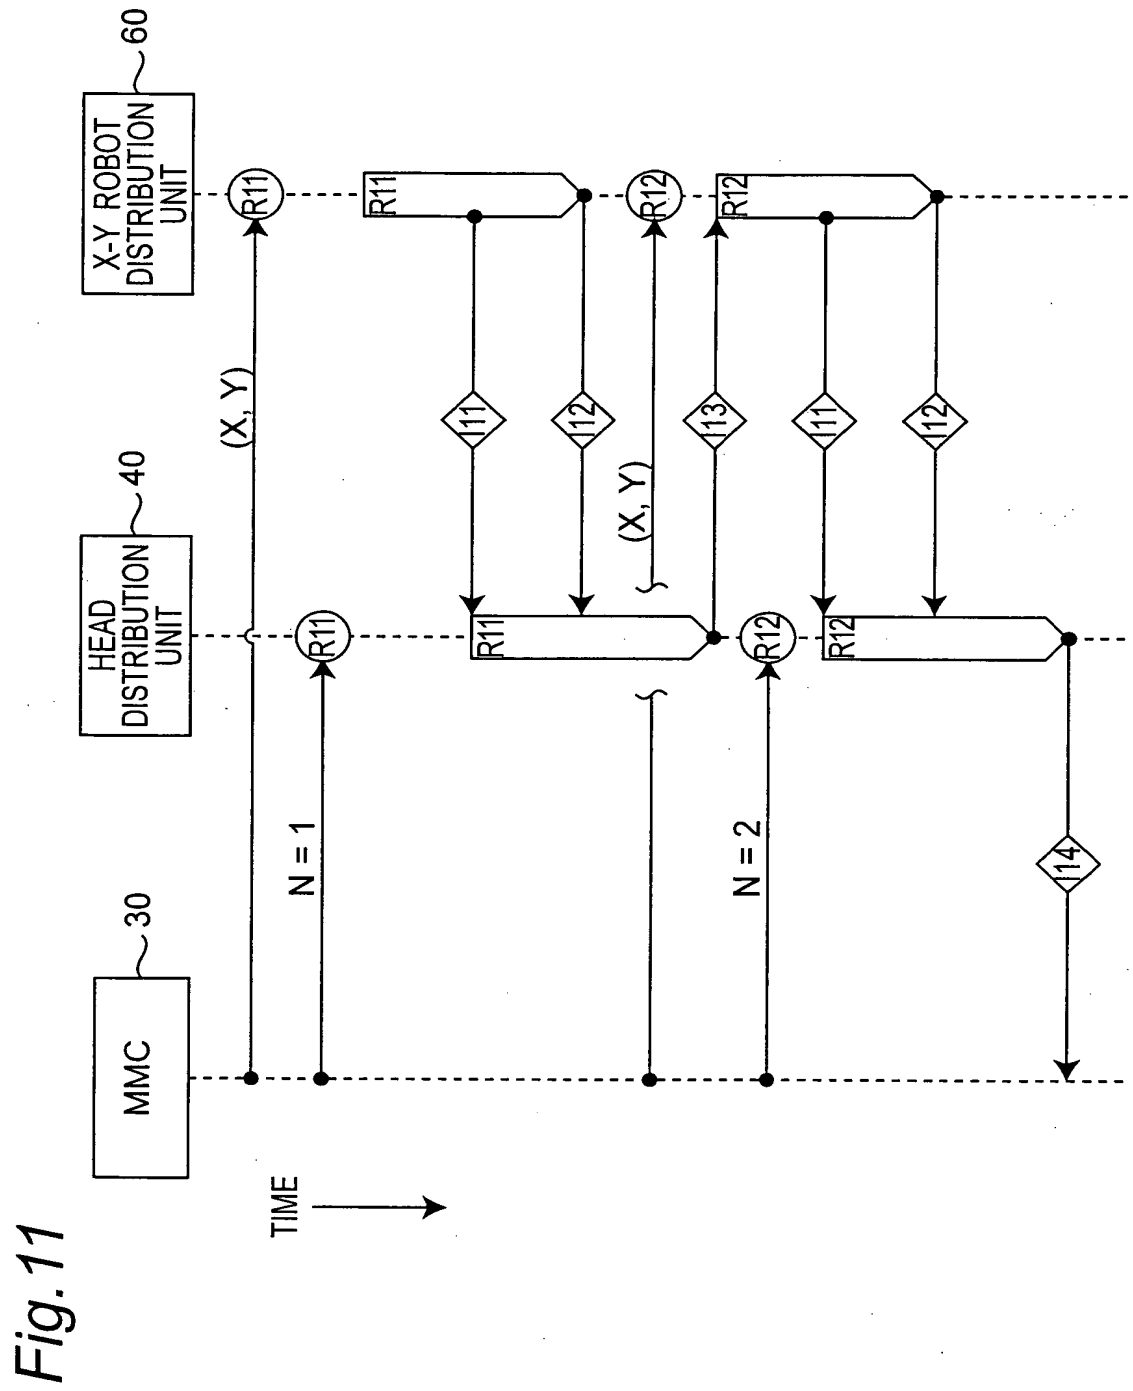 Fig. 11
TIME
MMC
30
HEAD
DISTRIBUTION
UNIT
40
X-Y ROBOT
DISTRIBUTION
UNIT
60
(X, Y)
R11
N = 1
R11
R11
I11
R11
I12
(X, Y)
R12
I13
R12
N = 2
R12
I11
R12
I12
I14